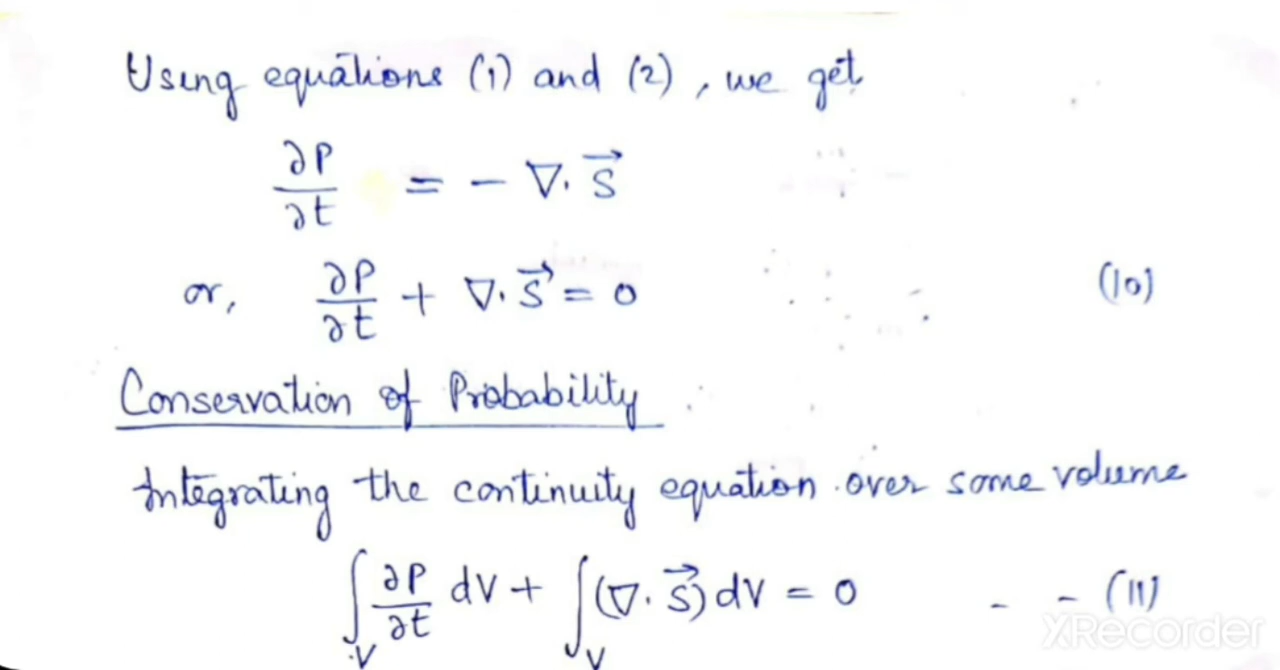 Using equations (1) and (2), we get
∂P/∂t = - ∇. S⃗
or, ∂P/∂t + ∇. S⃗ = 0 (10)
Conservation of Probability
Integrating the continuity equation over some volume
∫_V ∂P/∂t dV + ∫_V (∇. S⃗) dV = 0 - - (11)
XRecorder